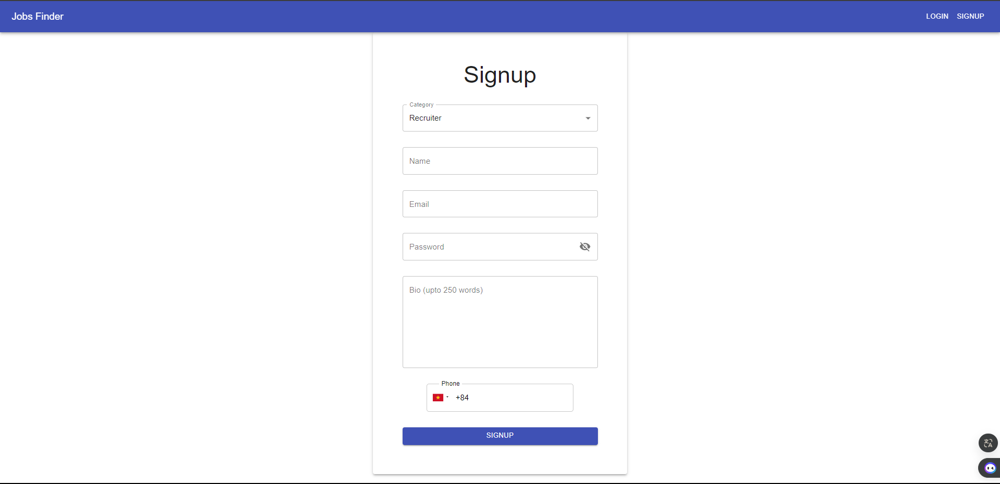 Jobs Finder
LOGIN SIGNUP
Signup
Category
Recruiter
Name
Email
Password
Bio (upto 250 words)
Phone
+84
SIGNUP